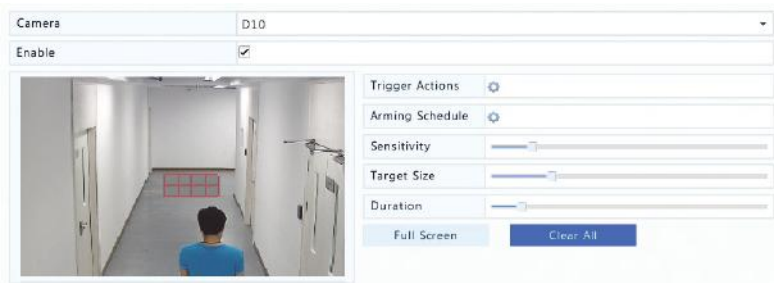 Camera D10
Enable
Trigger Actions
Arming Schedule
Sensitivity
Target Size
Duration
Full Screen Clear All